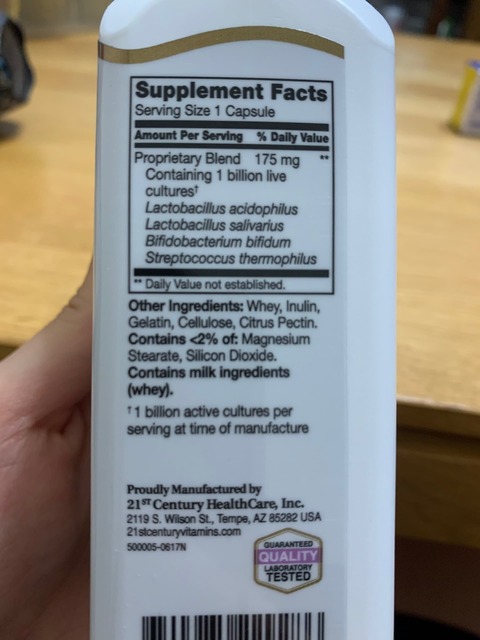 Supplement Facts
Serving Size 1 Capsule
Amount Per Serving % Daily Value
Proprietary Blend 175 mg **
Containing 1 billion live
cultures†
Lactobacillus acidophilus
Lactobacillus salivarius
Bifidobacterium bifidum
Streptococcus thermophilus
** Daily Value not established.
Other Ingredients: Whey, Inulin,
Gelatin, Cellulose, Citrus Pectin.
Contains <2% of: Magnesium
Stearate, Silicon Dioxide.
Contains milk ingredients
(whey).
†1 billion active cultures per
serving at time of manufacture
Proudly Manufactured by
21ST Century HealthCare, Inc.
2119 S. Wilson St., Tempe, AZ 85282 USA
21stcenturyvitamins.com
500005-0617N
GUARANTEED
QUALITY
LABORATORY
TESTED